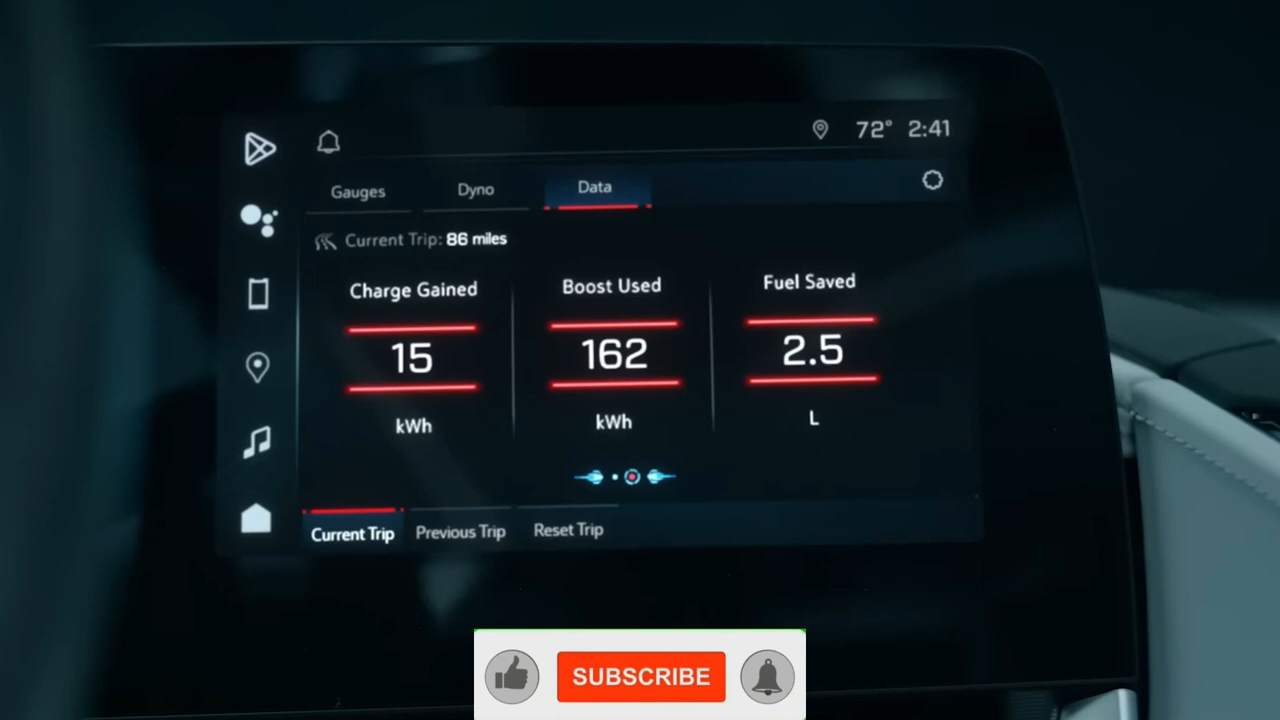 72° 2:41
Gauges Dyno Data
Current Trip: 86 miles
Charge Gained Boost Used Fuel Saved
15 162 2.5
kWh kWh L
Current Trip Previous Trip Reset Trip
SUBSCRIBE